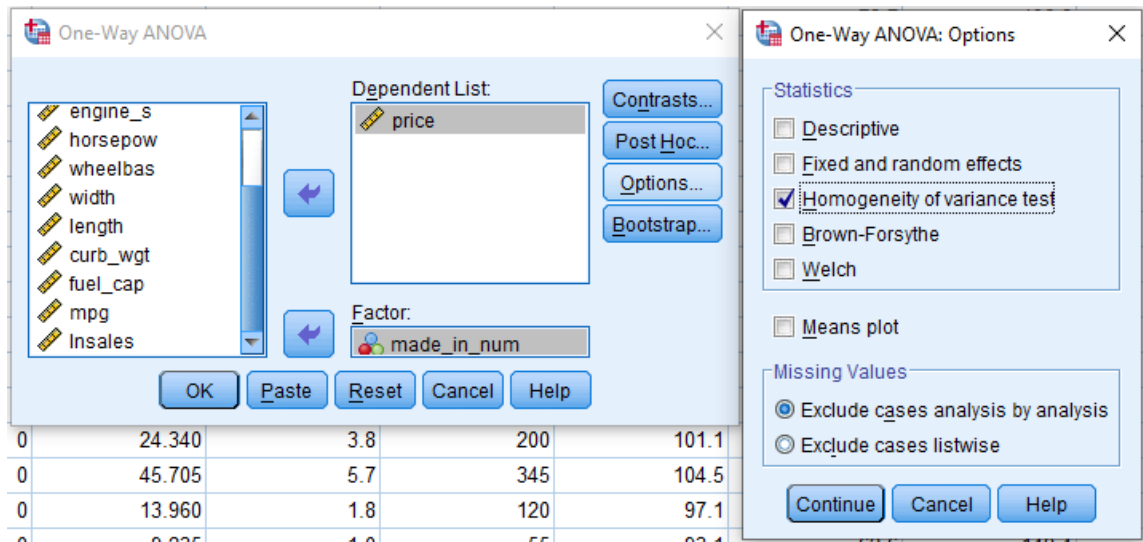 One-Way ANOVA
Dependent List:
engine_s
horsepow
wheelbas
width
length
curb_wgt
fuel_cap
mpg
lnsales
price
Contrasts...
Post Hoc...
Options...
Bootstrap...
Factor:
made_in_num
OK Paste Reset Cancel Help
0 24.340 3.8 200 101.1
0 45.705 5.7 345 104.5
0 13.960 1.8 120 97.1
One-Way ANOVA: Options
Statistics
Descriptive
Fixed and random effects
Homogeneity of variance test
Brown-Forsythe
Welch
Means plot
Missing Values
Exclude cases analysis by analysis
Exclude cases listwise
Continue Cancel Help